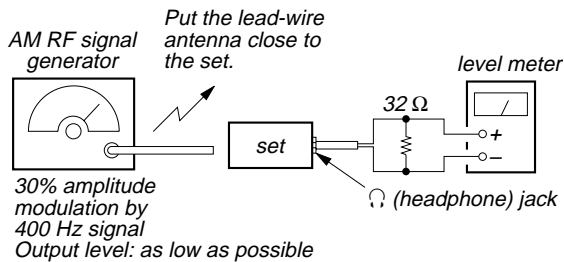 AM RF signal
generator
Put the lead-wire
antenna close to
the set.
level meter
32 Ω
+
–
set
Ω (headphone) jack
30% amplitude
modulation by
400 Hz signal
Output level: as low as possible